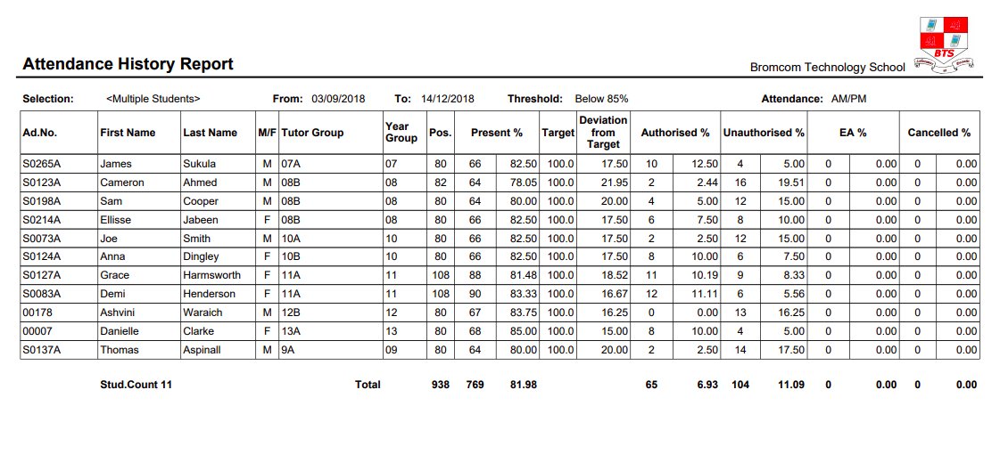 BTS
Attendance History Report
Bromcom Technology School
Selection: <Multiple Students> From: 03/09/2018 To: 14/12/2018 Threshold: Below 85% Attendance: AM/PM
Ad.No. First Name Last Name M/F Tutor Group Year Group Pos. Present % Target Deviation from Target Authorised % Unauthorised % EA % Cancelled %
S0265A James Sukula M 07A 07 80 66 82.50 100.0 17.50 10 12.50 4 5.00 0 0.00 0 0.00
S0123A Cameron Ahmed M 08B 08 82 64 78.05 100.0 21.95 2 2.44 16 19.51 0 0.00 0 0.00
S0198A Sam Cooper M 08B 08 80 64 80.00 100.0 20.00 4 5.00 12 15.00 0 0.00 0 0.00
S0214A Ellisse Jabeen F 08B 08 80 66 82.50 100.0 17.50 6 7.50 8 10.00 0 0.00 0 0.00
S0073A Joe Smith M 10A 10 80 66 82.50 100.0 17.50 2 2.50 12 15.00 0 0.00 0 0.00
S0124A Anna Dingley F 10B 10 80 66 82.50 100.0 17.50 8 10.00 6 7.50 0 0.00 0 0.00
S0127A Grace Harmsworth F 11A 11 108 88 81.48 100.0 18.52 11 10.19 9 8.33 0 0.00 0 0.00
S0083A Demi Henderson F 11A 11 108 90 83.33 100.0 16.67 12 11.11 6 5.56 0 0.00 0 0.00
00178 Ashvini Waraich M 12B 12 80 67 83.75 100.0 16.25 0 0.00 13 16.25 0 0.00 0 0.00
00007 Danielle Clarke F 13A 13 80 68 85.00 100.0 15.00 8 10.00 4 5.00 0 0.00 0 0.00
S0137A Thomas Aspinall M 9A 09 80 64 80.00 100.0 20.00 2 2.50 14 17.50 0 0.00 0 0.00
Stud.Count 11 Total 938 769 81.98 65 6.93 104 11.09 0 0.00 0 0.00